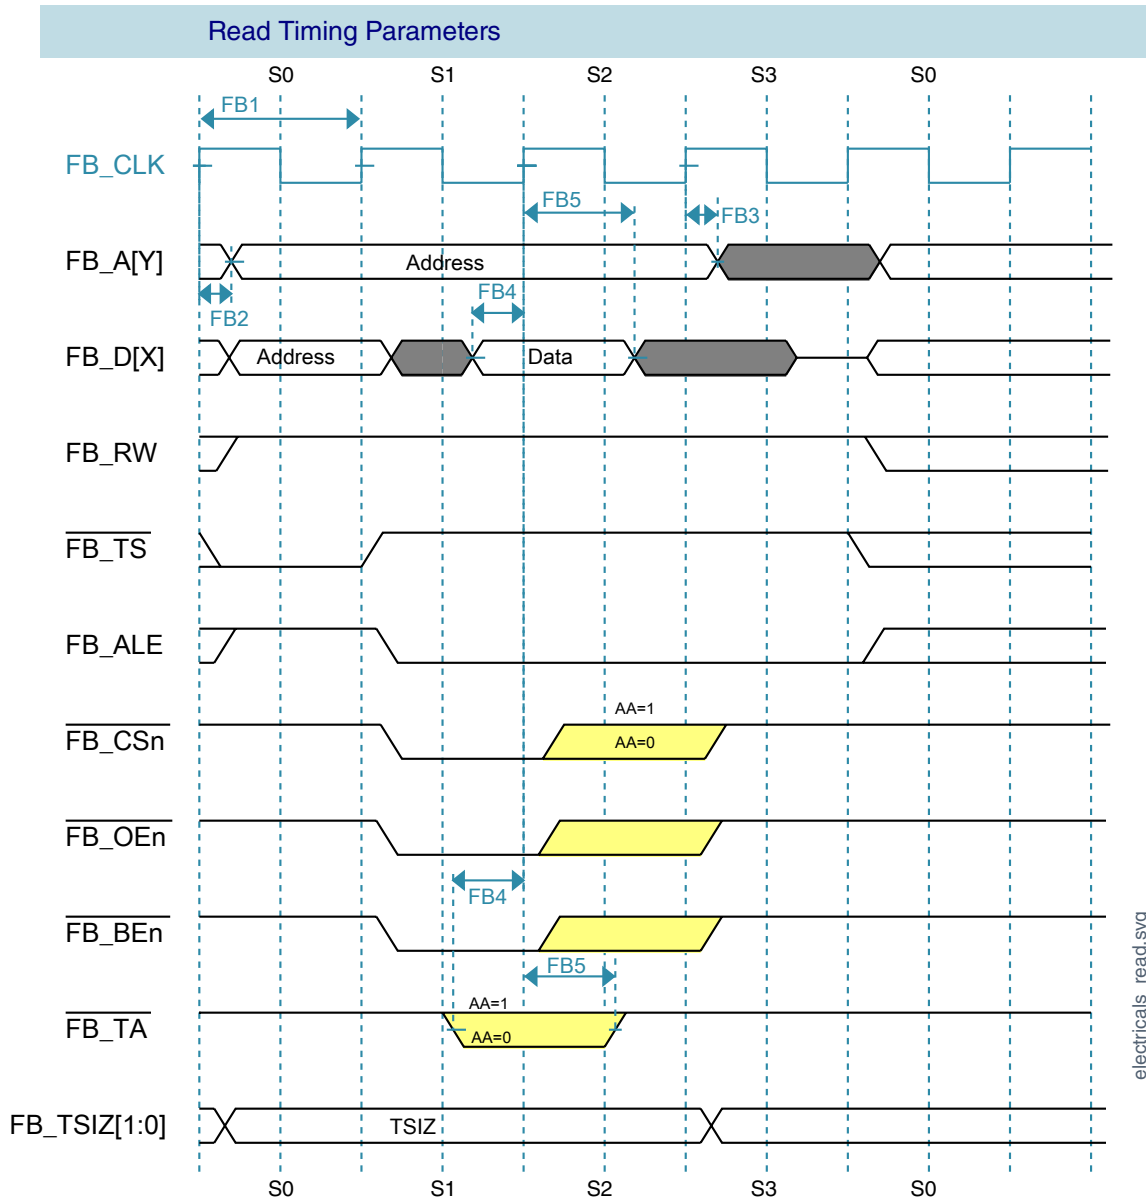 Read Timing Parameters
S0 S1 S2 S3 S0
FB1
FB_CLK
FB5
FB3
FB_A[Y]
Address
FB4
FB2
FB_D[X]
Address
Data
FB_RW
FB_TS
FB_ALE
AA=1
FB_CSn
AA=0
FB_OEn
FB4
FB_BEn
FB5
AA=1
FB_TA
AA=0
FB_TSIZ[1:0]
TSIZ
S0 S1 S2 S3 S0
electricals_read.svg